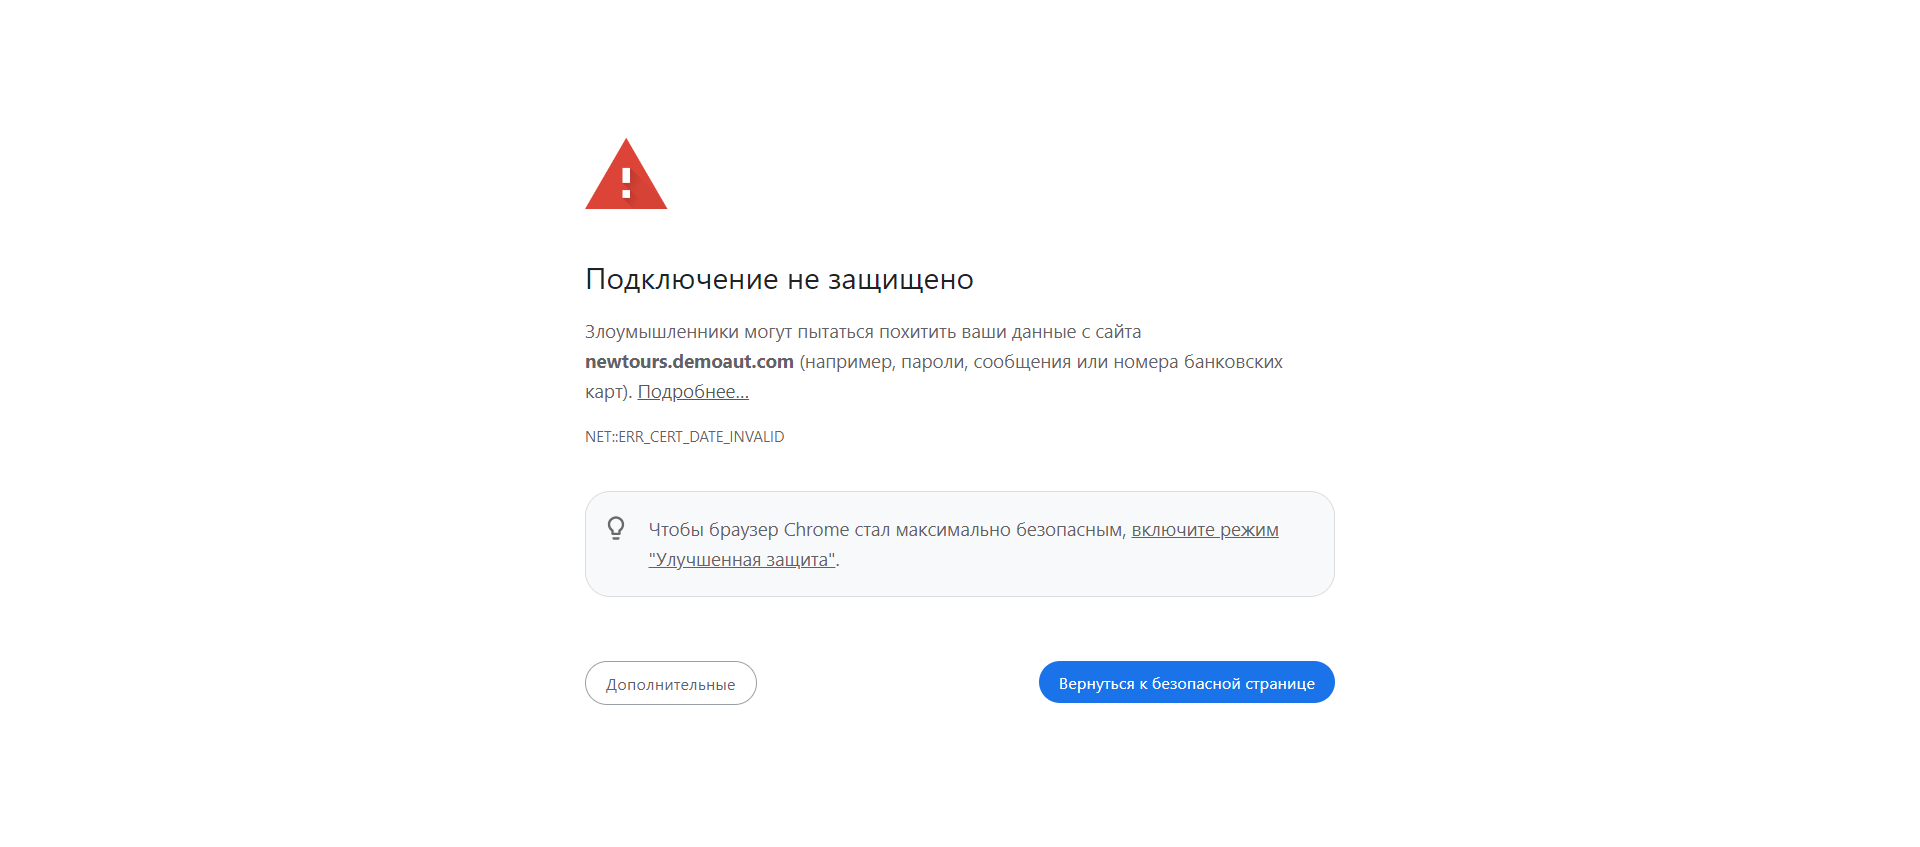 Подключение не защищено
Злоумышленники могут пытаться похитить ваши данные с сайта
newtours.demoaut.com (например, пароли, сообщения или номера банковских
карт). Подробнее...
NET::ERR_CERT_DATE_INVALID
Чтобы браузер Chrome стал максимально безопасным, включите режим
"Улучшенная защита".
Дополнительные
Вернуться к безопасной странице